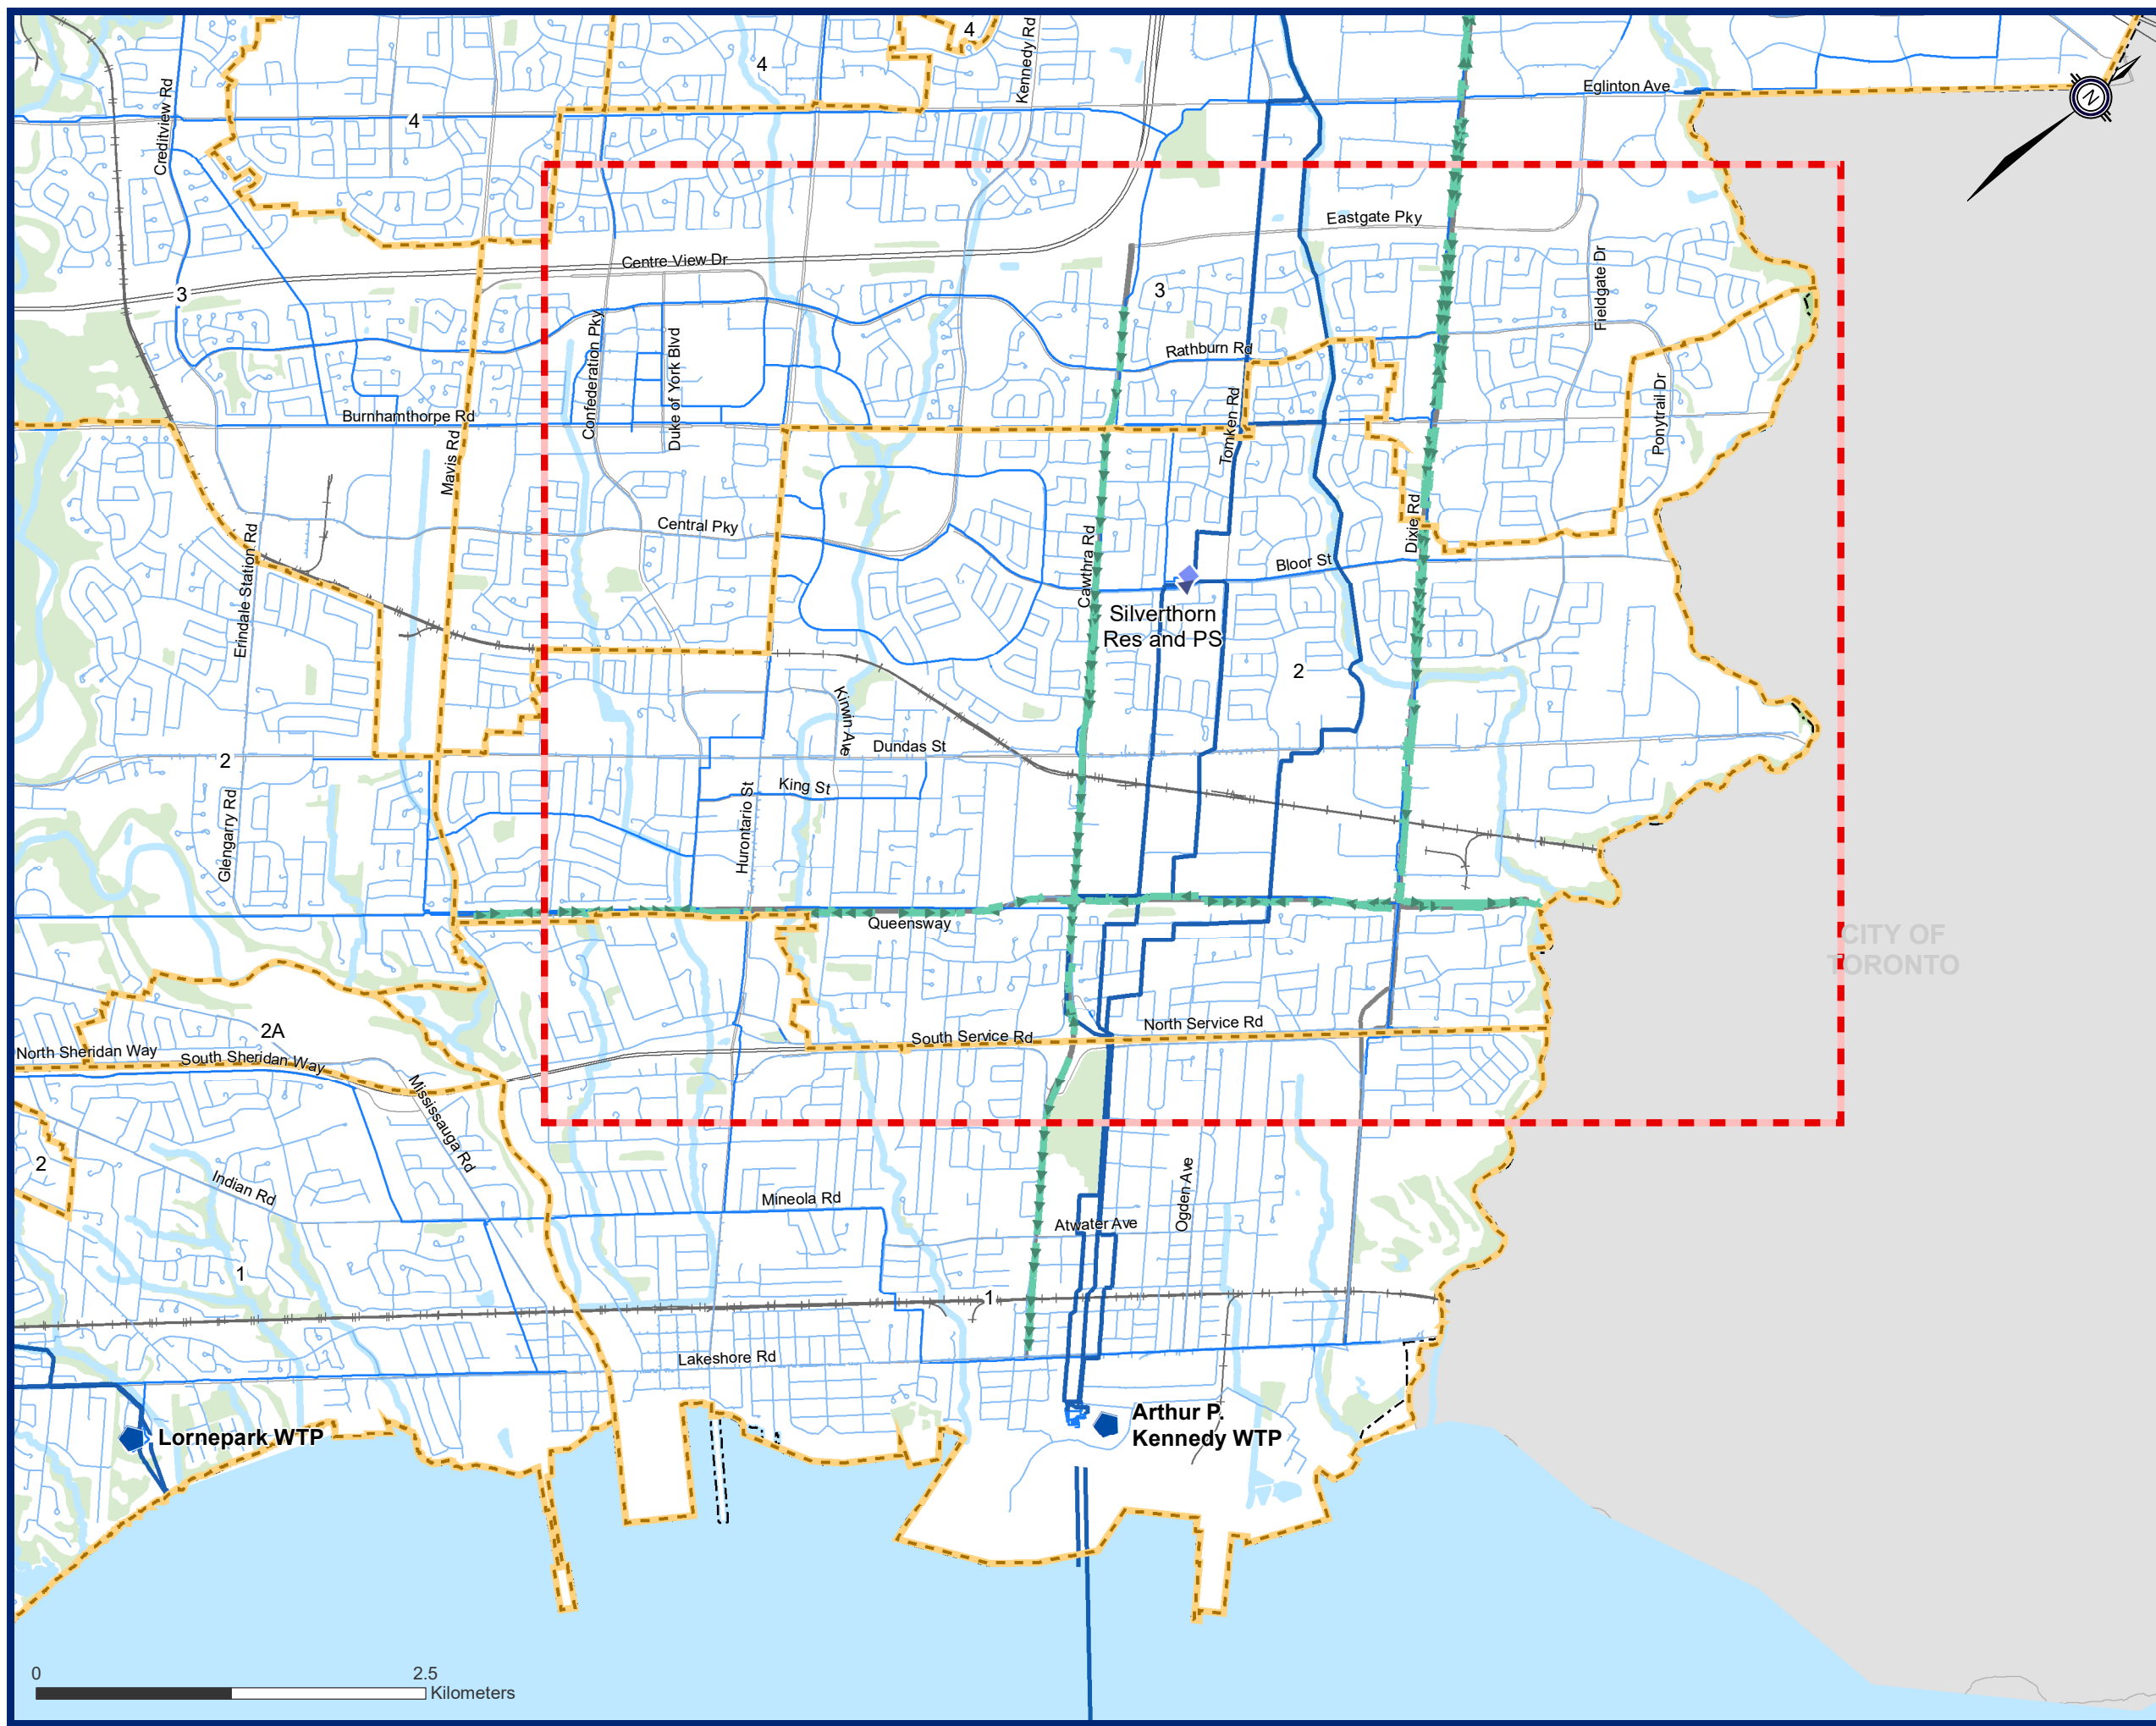 4
4
Kennedy Rd
Creditview Rd
Eglinton Ave
N
4
Eastgate Pky
Centre View Dr
Fieldgate Dr
3
3
Confederation Pky
Duke of York Blvd
Rathburn Rd
Ponytrail Dr
Burnhamthorpe Rd
Tomken Rd
Mavis Rd
Central Pky
Dixie Rd
Cawthra Rd
Bloor St
Erindale Station Rd
Silverthorn
Res and PS
2
Kirwin Ave
Dundas St
2
King St
Hurontario St
Glengarry Rd
Queensway
CITY OF
TORONTO
2A
North Service Rd
South Service Rd
North Sheridan Way
South Sheridan Way
Mississauga Rd
2
Indian Rd
Mineola Rd
Ogden Ave
Atwater Ave
1
1
Lakeshore Rd
Arthur P.
Kennedy WTP
Lornepark WTP
0
2.5
Kilometers